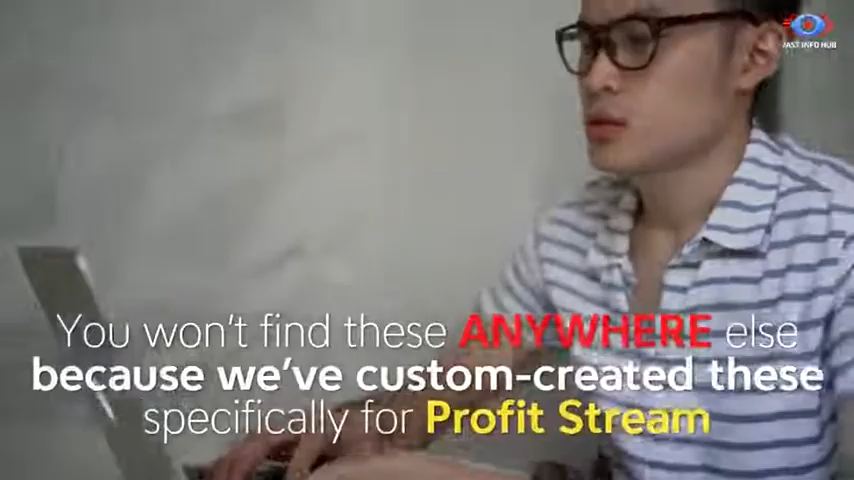 FAST INFO HUB
You won't find these ANYWHERE else
because we've custom-created these
specifically for Profit Stream